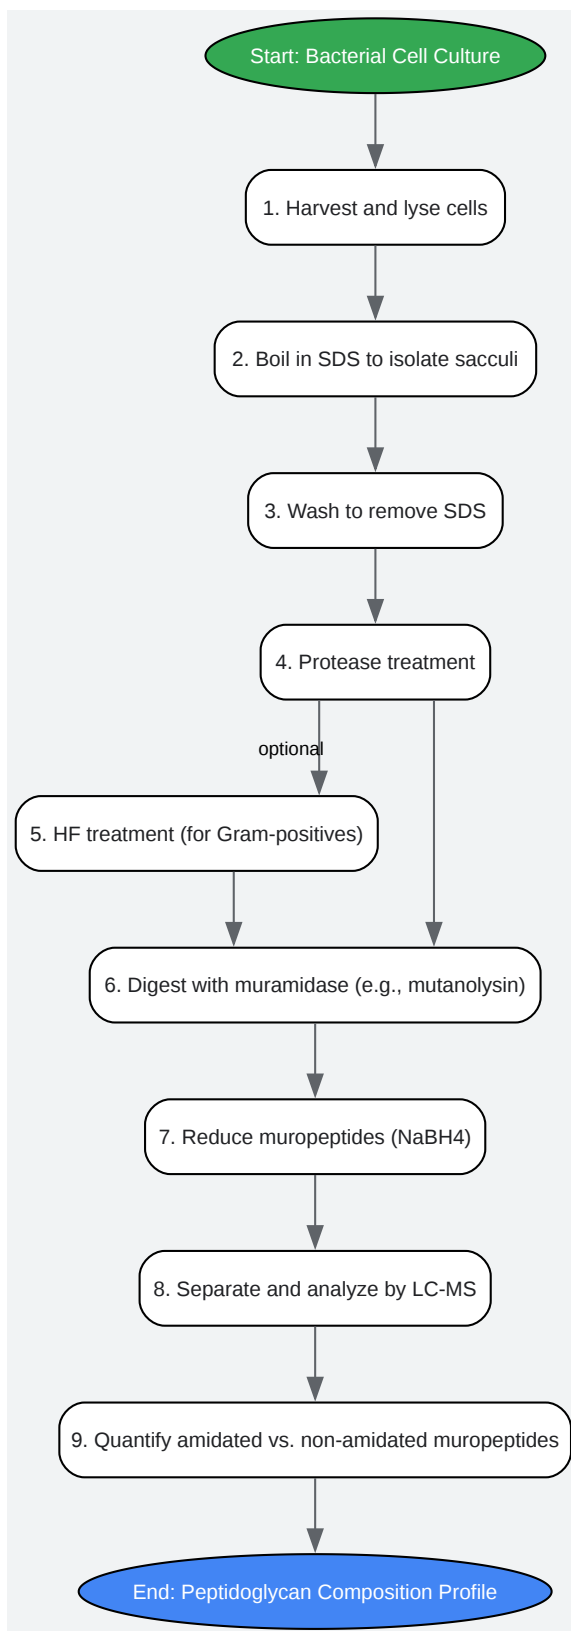 Start: Bacterial Cell Culture
1. Harvest and lyse cells
2. Boil in SDS to isolate sacculi
3. Wash to remove SDS
4. Protease treatment
optional
5. HF treatment (for Gram-positives)
6. Digest with muramidase (e.g., mutanolysin)
7. Reduce muropeptides (NaBH4)
8. Separate and analyze by LC-MS
9. Quantify amidated vs. non-amidated muropeptides
End: Peptidoglycan Composition Profile